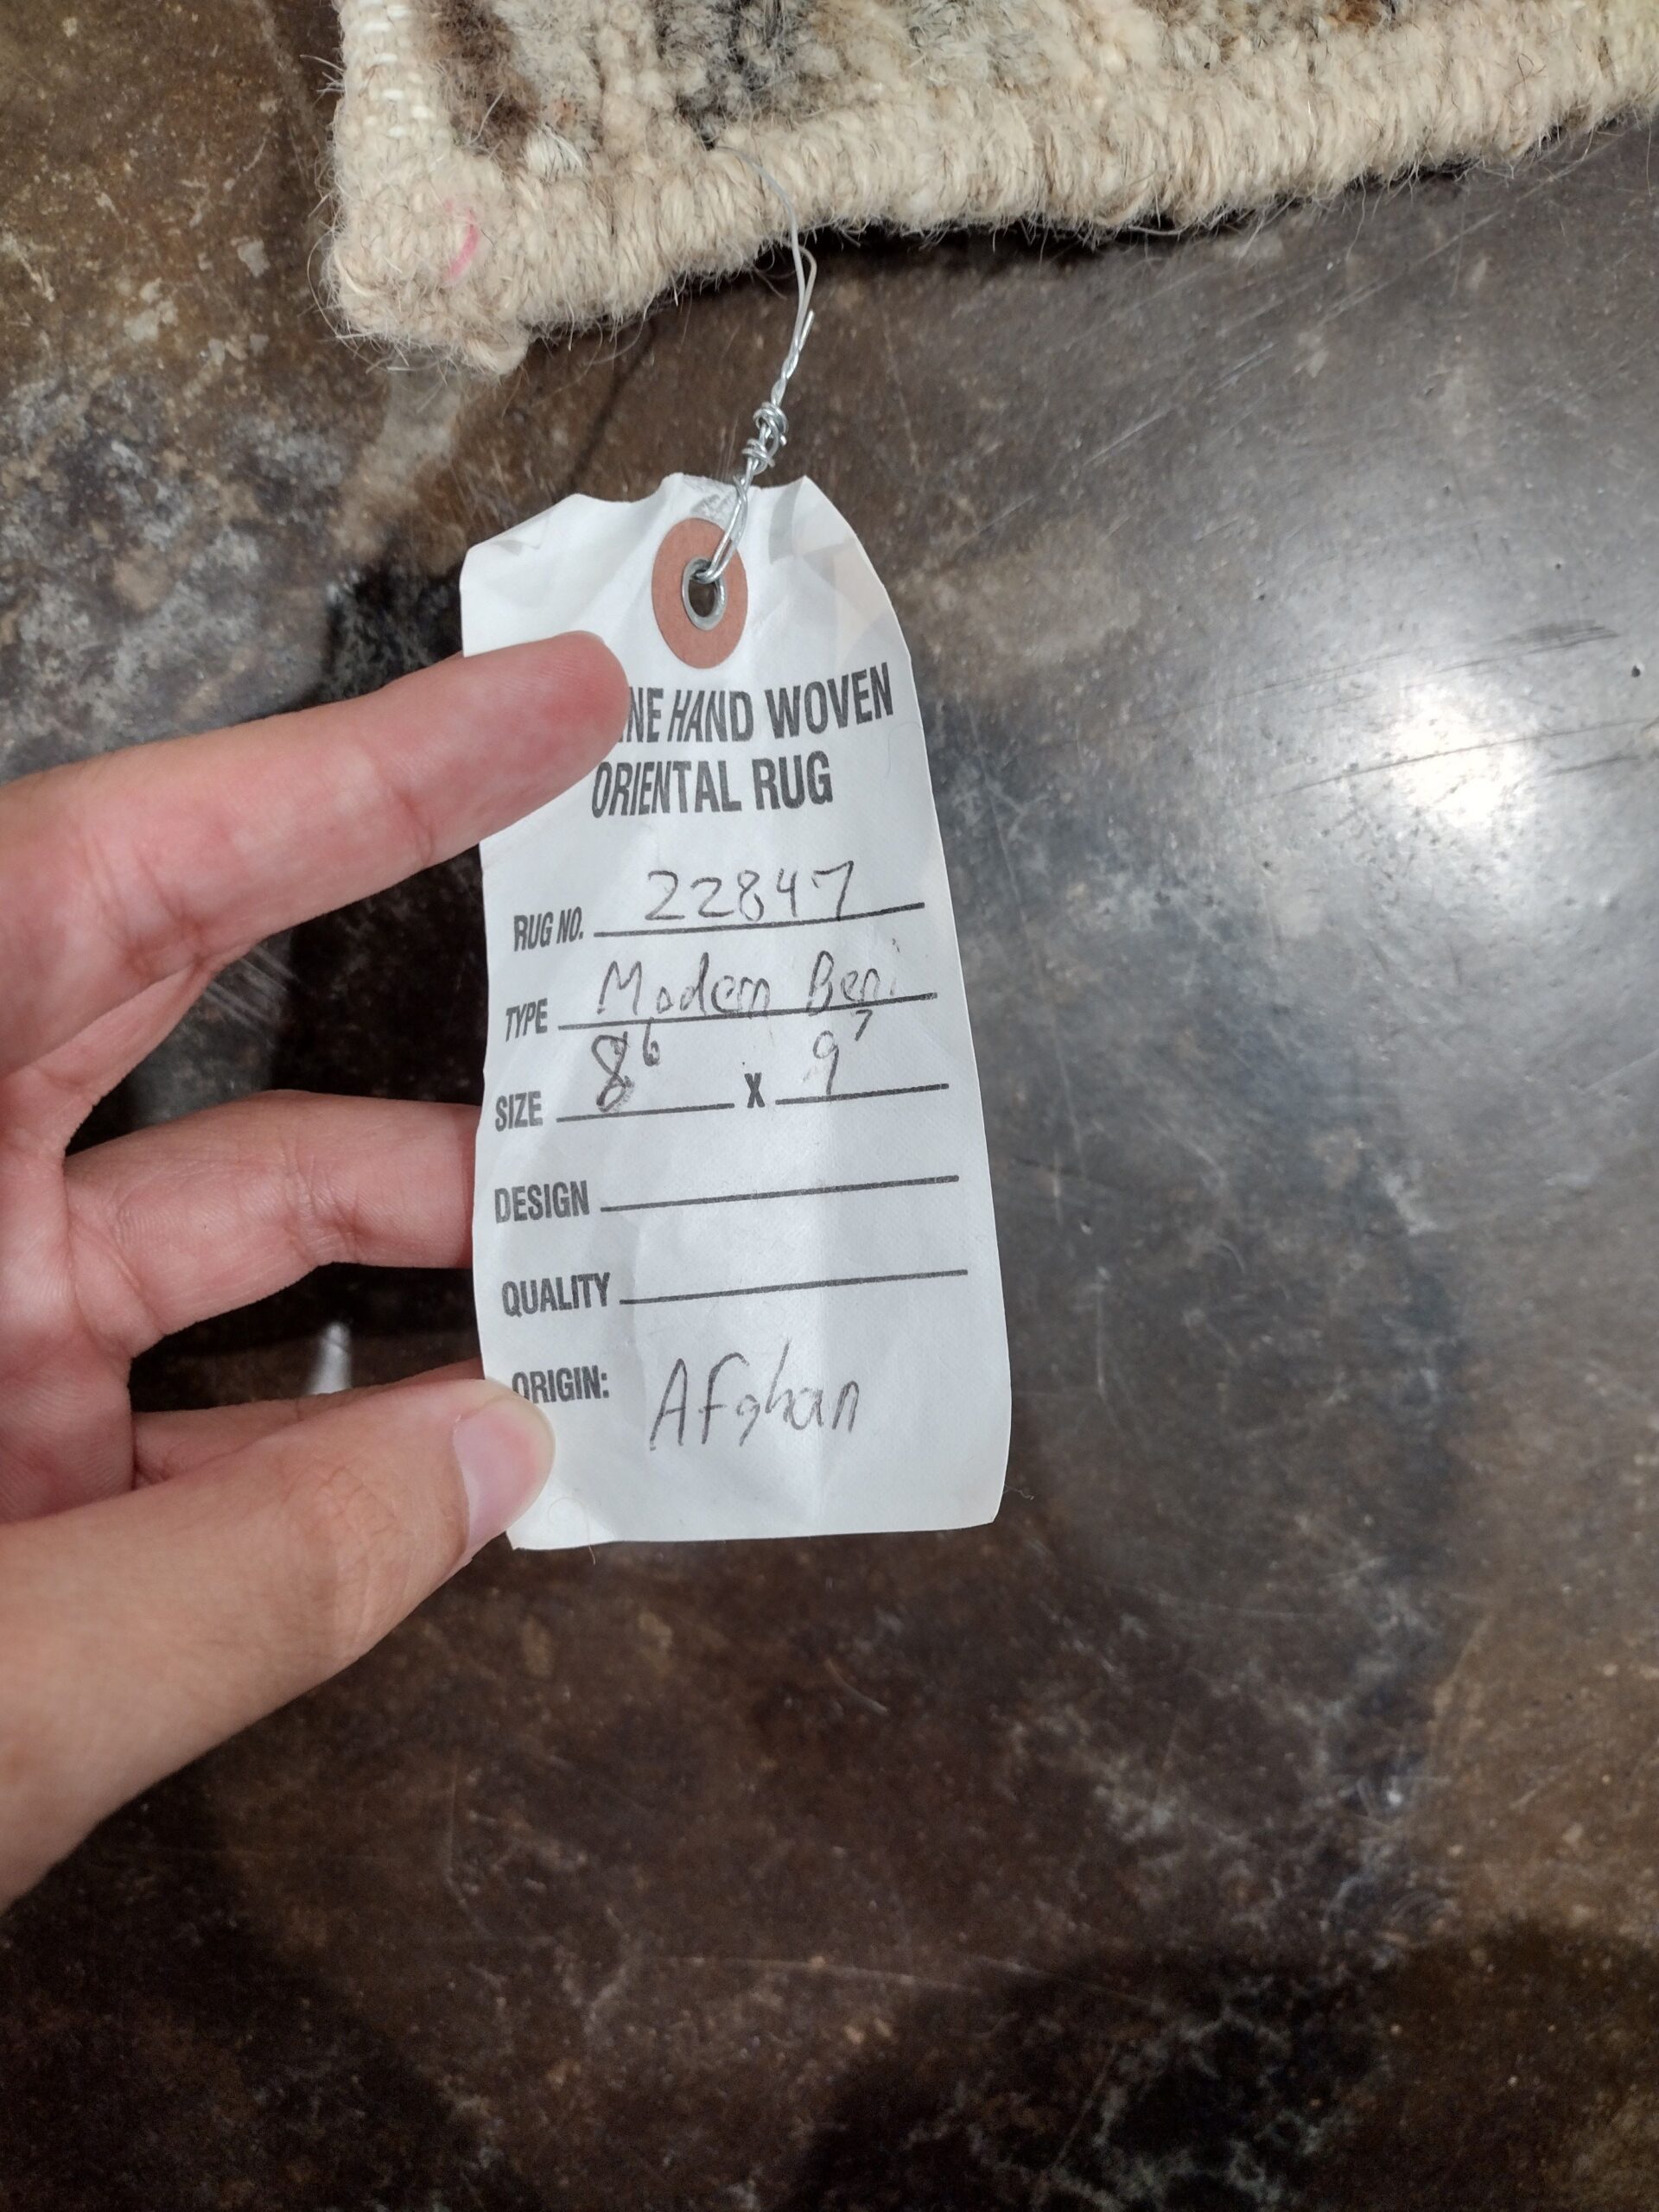 HAND WOVEN
ORIENTAL RUG
RUG NO. 22847
TYPE Modern Beni
SIZE 8⁶ X 9⁷
DESIGN
QUALITY
ORIGIN: Afghan